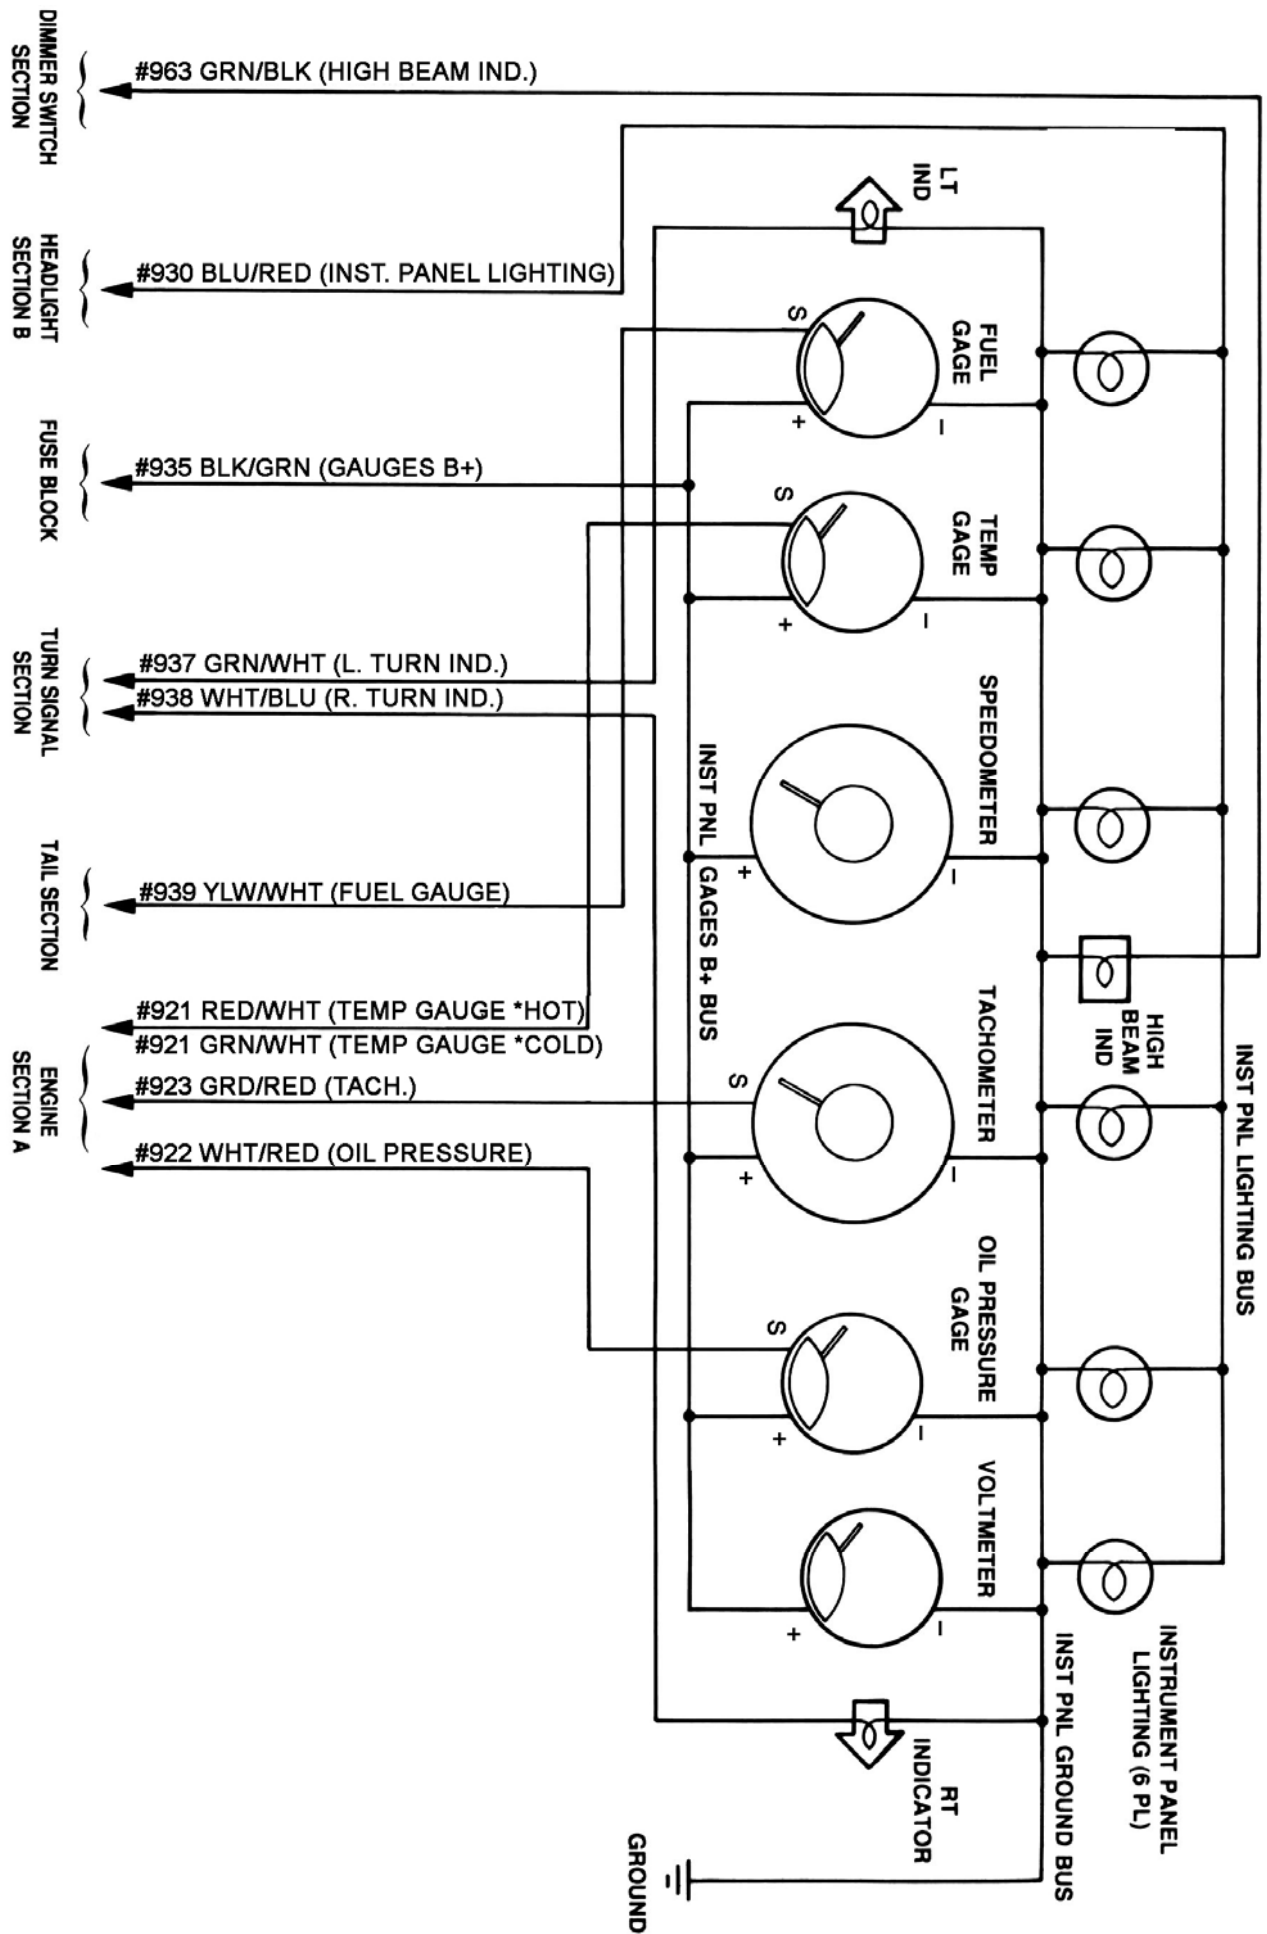 DIMMER SWITCH
SECTION
#963 GRN/BLK (HIGH BEAM IND.)
HEADLIGHT
SECTION B
#930 BLU/RED (INST. PANEL LIGHTING)
FUSE BLOCK
#935 BLK/GRN (GAUGES B+)
TURN SIGNAL
SECTION
#937 GRN/WHT (L. TURN IND.)
#938 WHT/BLU (R. TURN IND.)
TAIL SECTION
#939 YLW/WHT (FUEL GAUGE)
ENGINE
SECTION A
#921 RED/WHT (TEMP GAUGE *HOT)
#921 GRN/WHT (TEMP GAUGE *COLD)
#923 GRD/RED (TACH.)
#922 WHT/RED (OIL PRESSURE)
LT
IND
FUEL
GAGE
S
+
−
TEMP
GAGE
S
+
−
SPEEDOMETER
+
−
INST PNL GAGES B+ BUS
HIGH
BEAM
IND
TACHOMETER
S
+
−
INST PNL LIGHTING BUS
OIL PRESSURE
GAGE
S
+
−
VOLTMETER
+
−
INSTRUMENT PANEL
LIGHTING (6 PL)
INST PNL GROUND BUS
RT
INDICATOR
GROUND